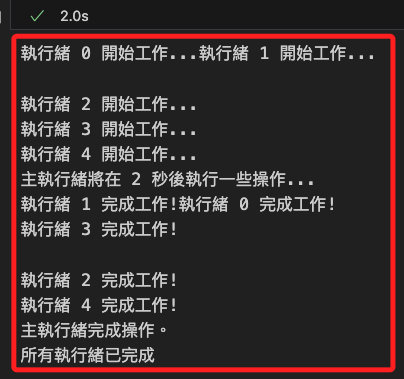 2.0s
執行緒 0 開始工作...執行緒 1 開始工作...
執行緒 2 開始工作...
執行緒 3 開始工作...
執行緒 4 開始工作...
主執行緒將在 2 秒後執行一些操作...
執行緒 1 完成工作!執行緒 0 完成工作!
執行緒 3 完成工作!
執行緒 2 完成工作!
執行緒 4 完成工作!
主執行緒完成操作。
所有執行緒已完成